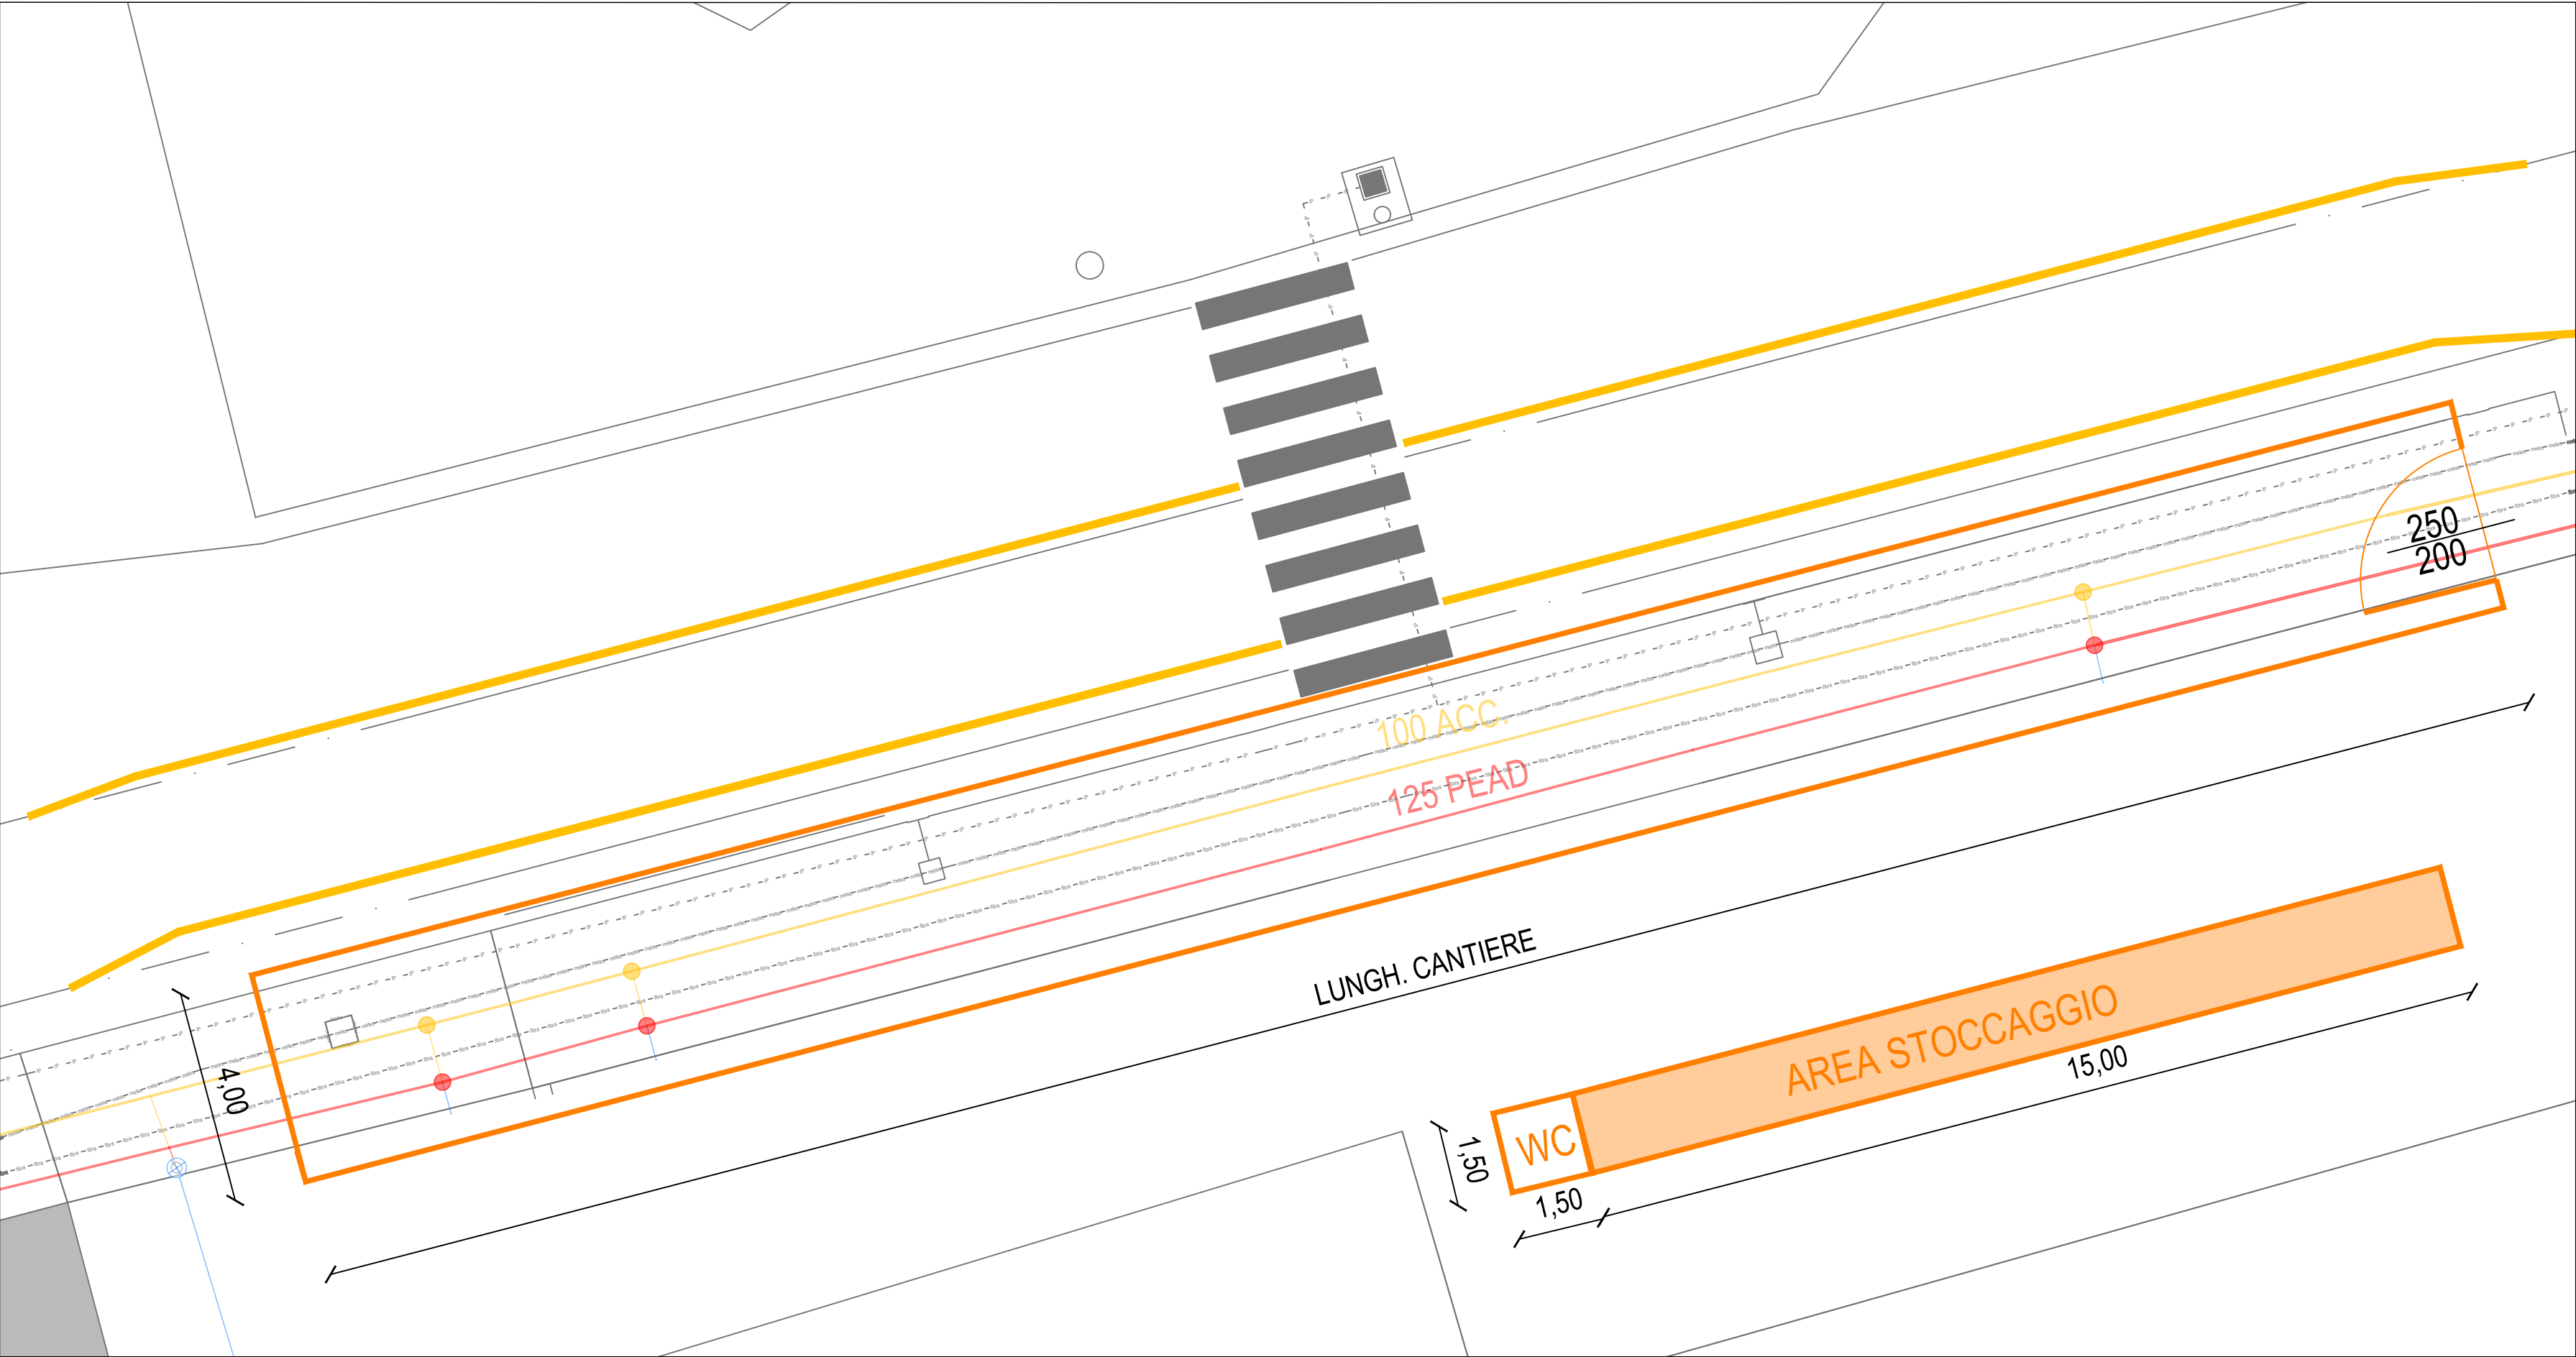 250
200
100 ACC.
125 PEAD
LUNGH. CANTIERE
4,00
AREA STOCCAGGIO
15,00
WC
1,50
1,50